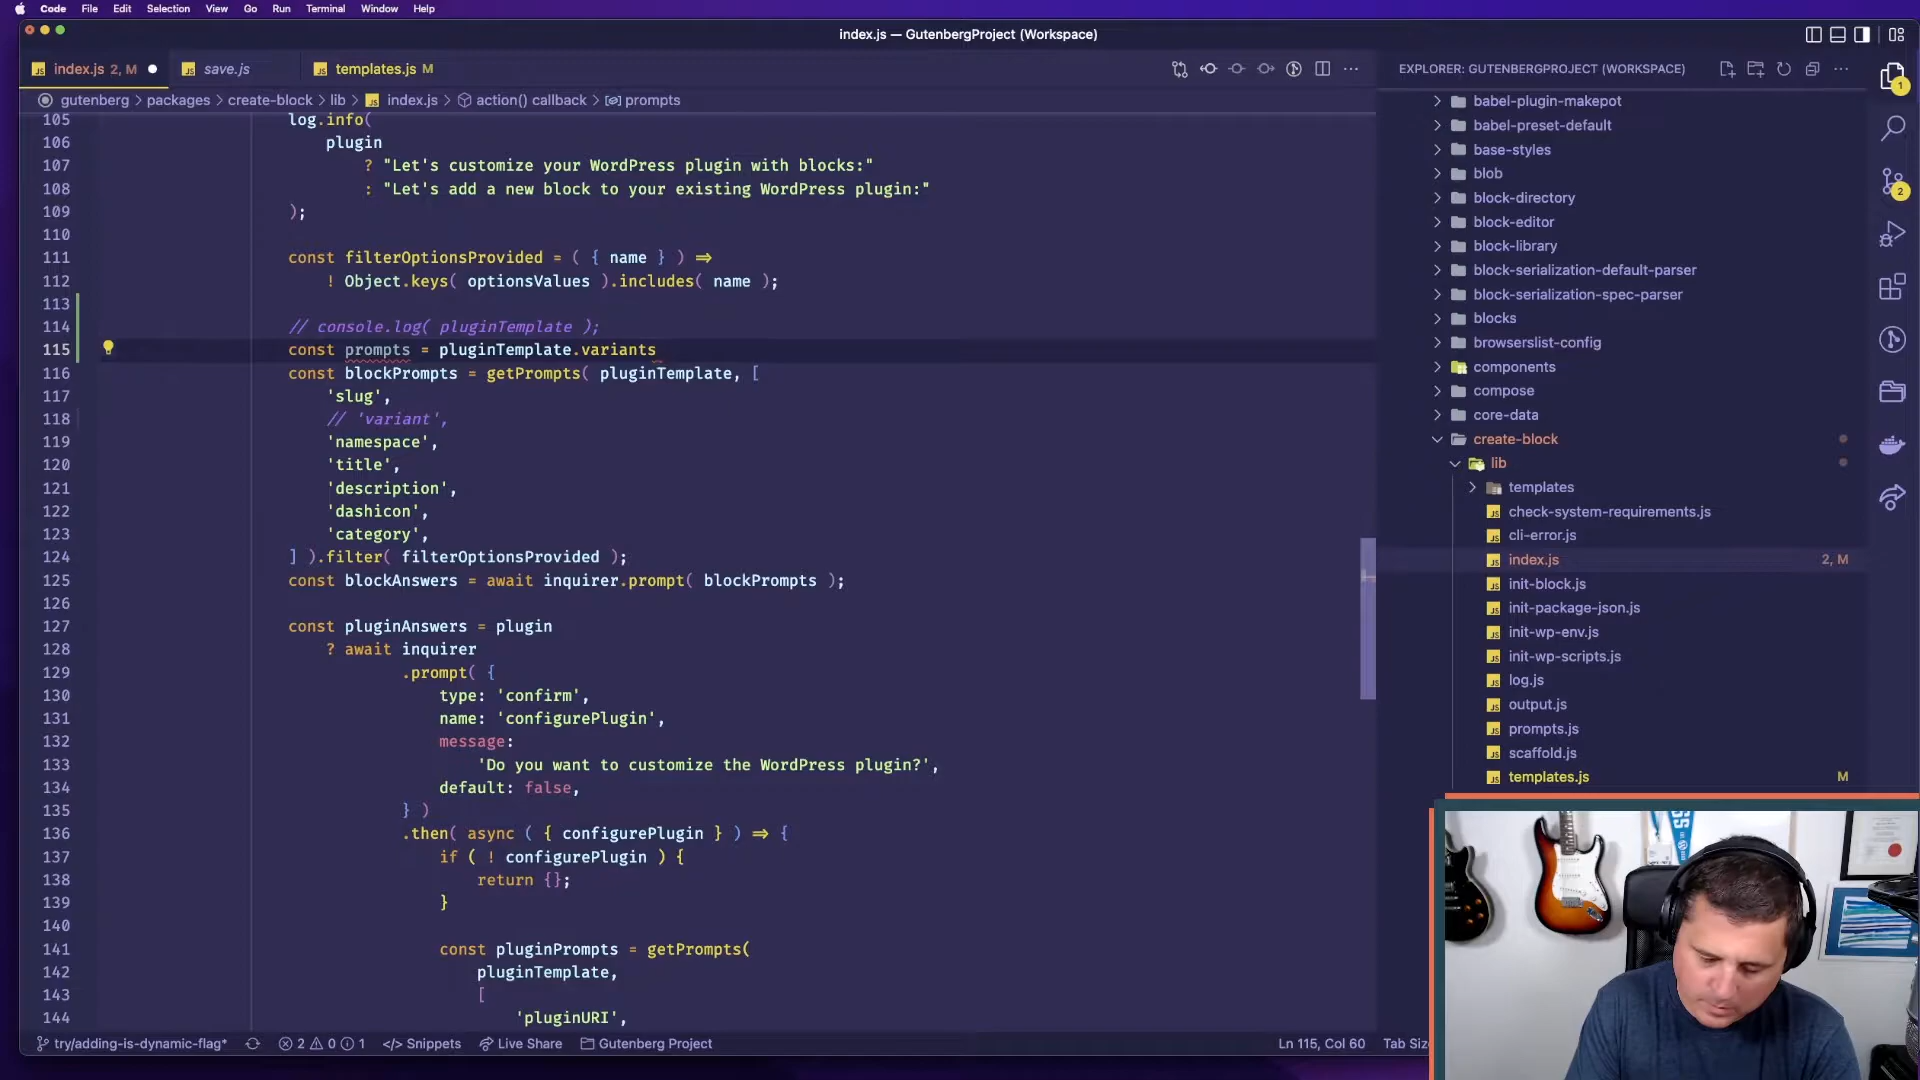 Code File Edit Selection View Go Run Terminal Window Help
index.js — GutenbergProject (Workspace)
index.js 2, M
save.js
templates.js M
EXPLORER: GUTENBERGPROJECT (WORKSPACE)
gutenberg > packages > create-block > lib > index.js > action() callback > prompts
105 log.info(
106 plugin
107 ? "Let's customize your WordPress plugin with blocks:"
108 : "Let's add a new block to your existing WordPress plugin:"
109 );
110
111 const filterOptionsProvided = ( { name } ) =>
112 ! Object.keys( optionsValues ).includes( name );
113
114 // console.log( pluginTemplate );
115 const prompts = pluginTemplate.variants
116 const blockPrompts = getPrompts( pluginTemplate, [
117 'slug',
118 // 'variant',
119 'namespace',
120 'title',
121 'description',
122 'dashicon',
123 'category',
124 ] ).filter( filterOptionsProvided );
125 const blockAnswers = await inquirer.prompt( blockPrompts );
126
127 const pluginAnswers = plugin
128 ? await inquirer
129 .prompt( {
130 type: 'confirm',
131 name: 'configurePlugin',
132 message:
133 'Do you want to customize the WordPress plugin?',
134 default: false,
135 } )
136 .then( async ( { configurePlugin } ) => {
137 if ( ! configurePlugin ) {
138 return {};
139 }
140
141 const pluginPrompts = getPrompts(
142 pluginTemplate,
143 [
144 'pluginURI',
babel-plugin-makepot
babel-preset-default
base-styles
blob
block-directory
block-editor
block-library
block-serialization-default-parser
block-serialization-spec-parser
blocks
browserslist-config
components
compose
core-data
create-block
lib
templates
check-system-requirements.js
cli-error.js
index.js 2, M
init-block.js
init-package-json.js
init-wp-env.js
init-wp-scripts.js
log.js
output.js
prompts.js
scaffold.js
templates.js M
1
2
try/adding-is-dynamic-flag* 2 0 1 </> Snippets Live Share Gutenberg Project
Ln 115, Col 60 Tab Siz